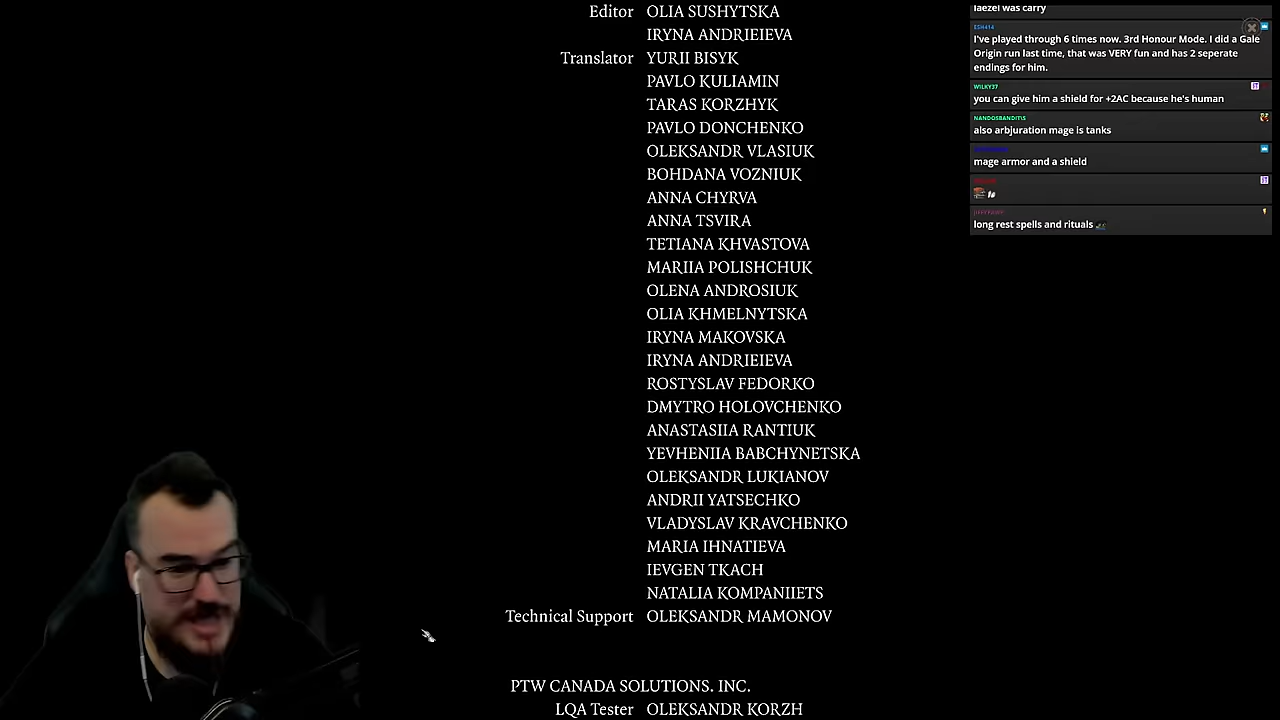 Editor OLIA SUSHYTSKA
IRYNA ANDRIEIEVA
Translator YURII BISYK
PAVLO KULIAMIN
TARAS KORZHYK
PAVLO DONCHENKO
OLEKSANDR VLASIUK
BOHDANA VOZNIUK
ANNA CHYRVA
ANNA TSVIRA
TETIANA KHVASTOVA
MARIIA POLISHCHUK
OLENA ANDROSIUK
OLIA KHMELNYTSKA
IRYNA MAKOVSKA
IRYNA ANDRIEIEVA
ROSTYSLAV FEDORKO
DMYTRO HOLOVCHENKO
ANASTASIIA RANTIUK
YEVHENIIA BABCHYNETSKA
OLEKSANDR LUKIANOV
ANDRII YATSECHKO
VLADYSLAV KRAVCHENKO
MARIA IHNATIEVA
IEVGEN TKACH
NATALIA KOMPANIIETS
Technical Support OLEKSANDR MAMONOV
PTW CANADA SOLUTIONS. INC.
LQA Tester OLEKSANDR KORZH
laezel was carry
ESH414
I've played through 6 times now. 3rd Honour Mode. I did a Gale
Origin run last time, that was VERY fun and has 2 seperate
endings for him.
WILKY37
you can give him a shield for +2AC because he's human
NANDOSBANDITIS
also arbjuration mage is tanks
mage armor and a shield
long rest spells and rituals